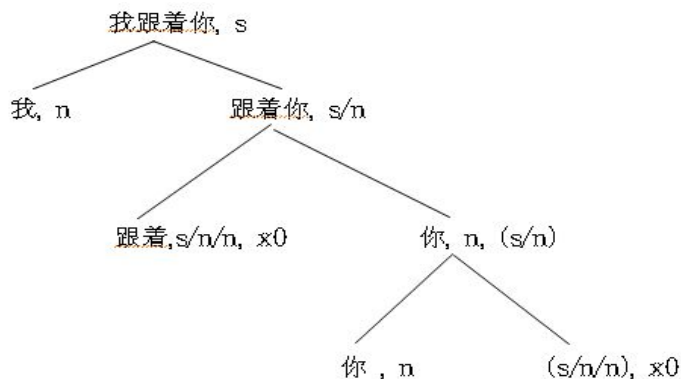 我跟着你, s
我, n
跟着你, s/n
跟着,s/n/n, x0
你, n, (s/n)
你 , n
(s/n/n), x0